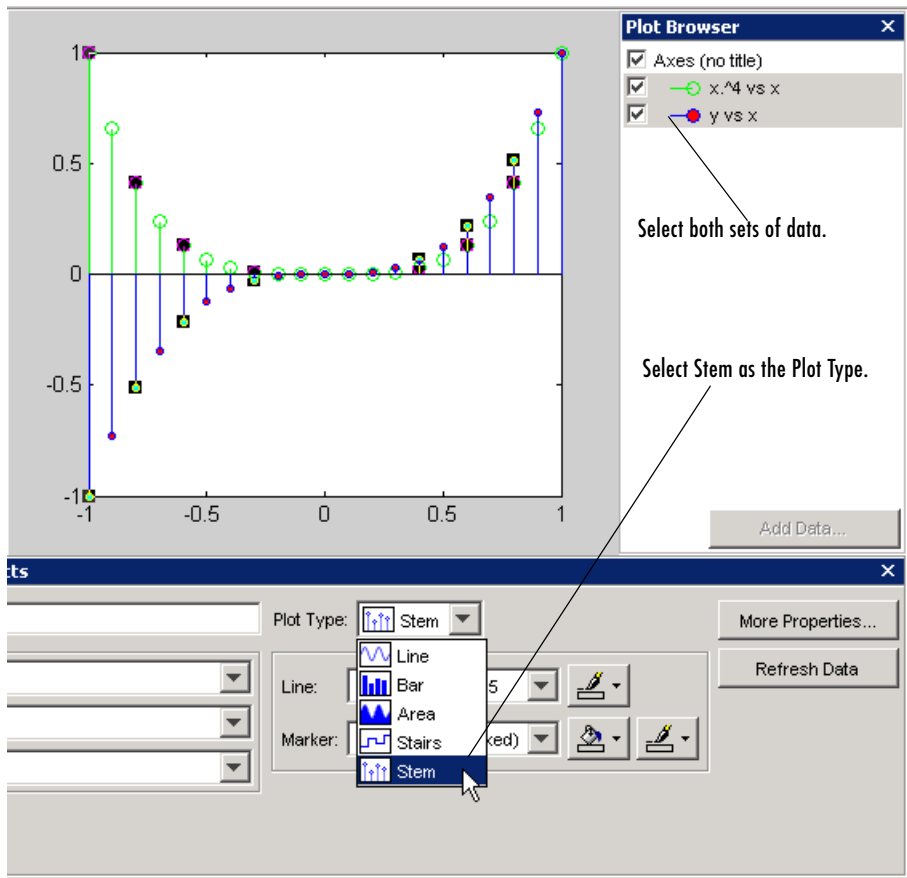 Plot Browser
Axes (no title)
x.^4 vs x
y vs x
Select both sets of data.
Select Stem as the Plot Type.
Add Data...
1
0.5
0
-0.5
-1
-1
-0.5
0
0.5
1
cts
Plot Type: Stem
More Properties...
Line
Bar
Area
Stairs
Stem
Line: 5
Refresh Data
Marker: ked)